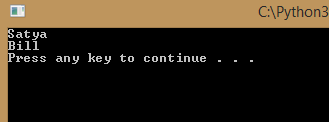 C:\Python3
Satya
Bill
Press any key to continue . . .